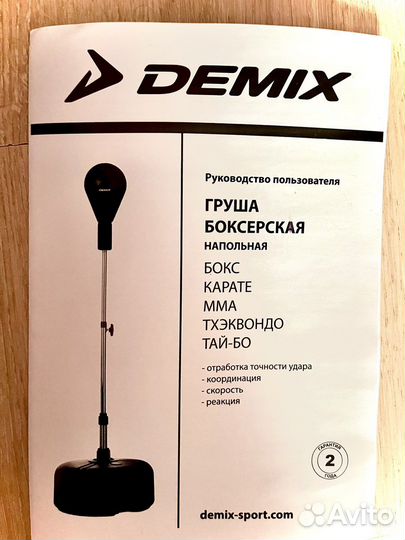 DEMIX
DEMIX
Руководство пользователя
ГРУША
БОКСЕРСКАЯ
НАПОЛЬНАЯ
БОКС
КАРАТЕ
ММА
ТХЭКВОНДО
ТАЙ-БО
- отработка точности удара
- координация
- скорость
- реакция
ГАРАНТИЯ
2
ГОДА
demix-sport.com
Avito